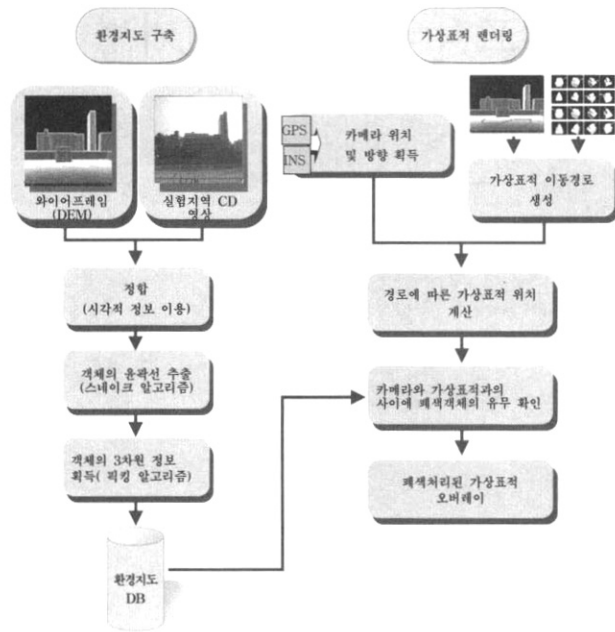 환경지도 구축
가상표적 렌더링
와이어프레임
(DEM)
실험지역 CD
영상
GPS
INS
카메라 위치
및 방향 획득
가상표적 이동경로
생성
정합
(시각적 정보 이용)
경로에 따른 가상표적 위치
계산
객체의 윤곽선 추출
(스네이크 알고리즘)
카메라와 가상표적과의
사이에 폐색객체의 유무 확인
객체의 3차원 정보
획득( 픽킹 알고리즘)
폐색처리된 가상표적
오버레이
환경지도
DB